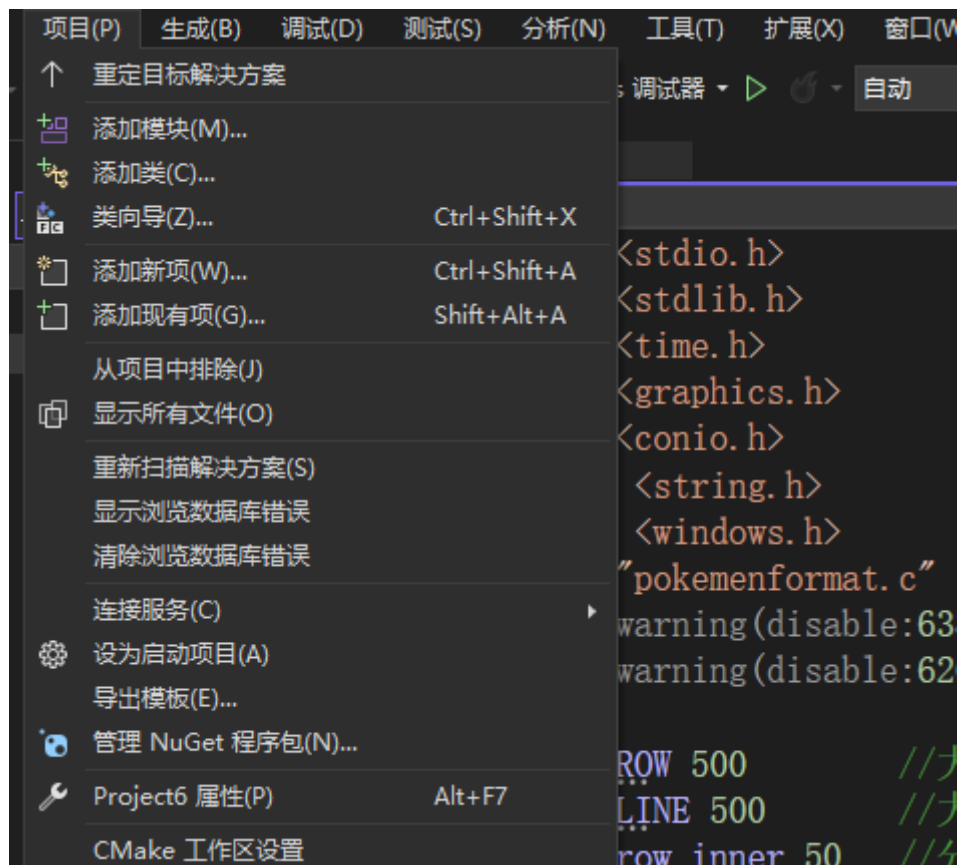 项目(P) 生成(B) 调试(D) 测试(S) 分析(N) 工具(T) 扩展(X) 窗口(W
重定目标解决方案
调试器 自动
添加模块(M)...
添加类(C)...
类向导(Z)... Ctrl+Shift+X
添加新项(W)... Ctrl+Shift+A
添加现有项(G)... Shift+Alt+A
从项目中排除(J)
显示所有文件(O)
重新扫描解决方案(S)
显示浏览数据库错误
清除浏览数据库错误
连接服务(C)
设为启动项目(A)
导出模板(E)...
管理 NuGet 程序包(N)...
Project6 属性(P) Alt+F7
CMake 工作区设置
<stdio.h>
<stdlib.h>
<time.h>
<graphics.h>
<conio.h>
<string.h>
<windows.h>
"pokemenformat.c"
warning(disable:63
warning(disable:62
ROW 500 //
LINE 500 //
row inner 50 //